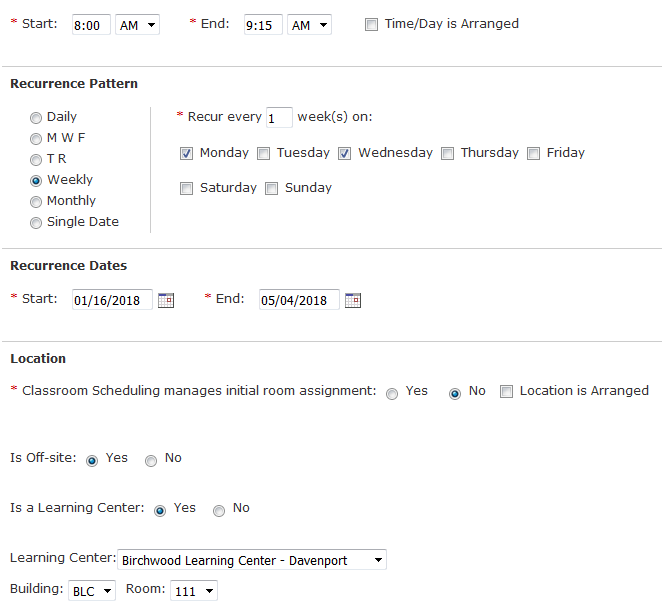 * Start: 8:00 AM * End: 9:15 AM Time/Day is Arranged
Recurrence Pattern
Daily
M W F
T R
Weekly
Monthly
Single Date
* Recur every 1 week(s) on:
Monday Tuesday Wednesday Thursday Friday
Saturday Sunday
Recurrence Dates
* Start: 01/16/2018 * End: 05/04/2018
Location
* Classroom Scheduling manages initial room assignment: Yes No Location is Arranged
Is Off-site: Yes No
Is a Learning Center: Yes No
Learning Center: Birchwood Learning Center - Davenport
Building: BLC Room: 111